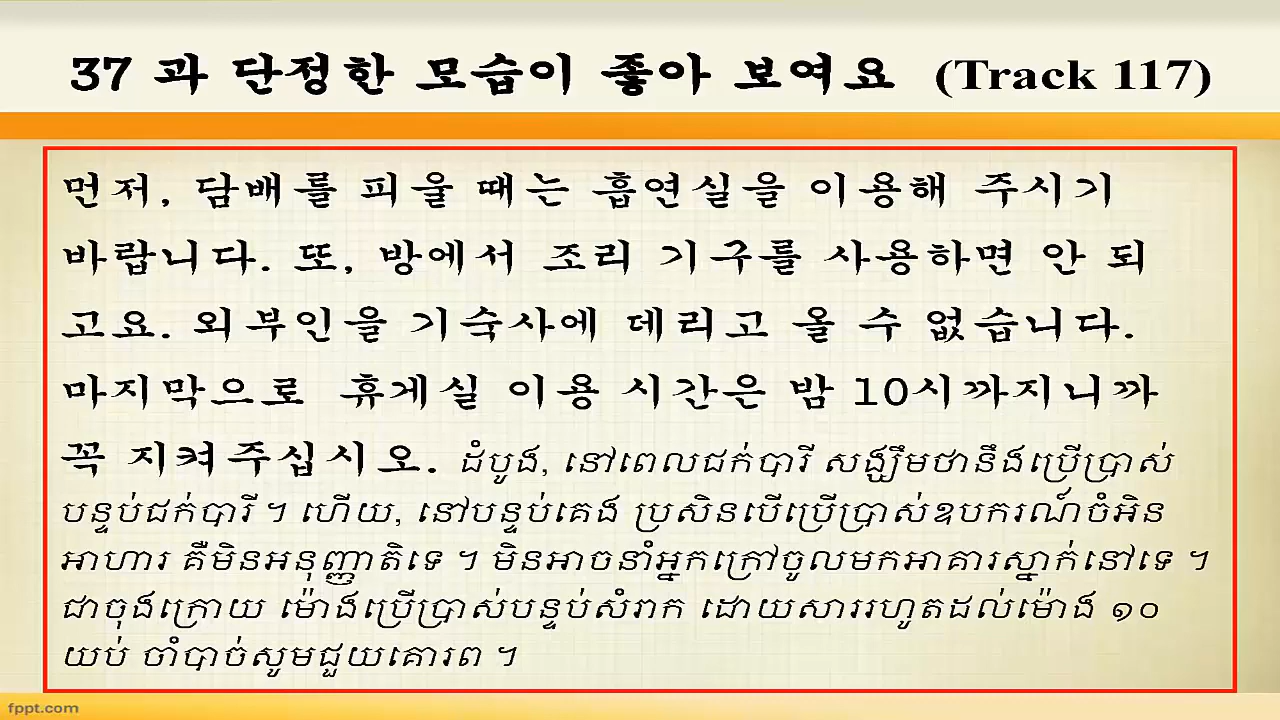 37 과 단정한 모습이 좋아 보여요 (Track 117)
먼저, 담배를 피울 때는 흡연실을 이용해 주시기
바랍니다. 또, 방에서 조리 기구를 사용하면 안 되
고요. 외부인을 기숙사에 데리고 올 수 없습니다.
마지막으로 휴게실 이용 시간은 밤 10시까지니까
꼭 지켜주십시오. ដំបូង, នៅពេលជក់បារី សង្ឃឹមថានឹងប្រើប្រាស់
បន្ទប់ជក់បារី ។ ហើយ, នៅបន្ទប់គេង ប្រសិនបើប្រើប្រាស់ឧបករណ៍ចំអិន
អាហារ គឺមិនអនុញ្ញាតិទេ ។ មិនអាចនាំអ្នកក្រៅចូលមកអាគារស្នាក់នៅទេ ។
ជាចុងក្រោយ ម៉ោងប្រើប្រាស់បន្ទប់សំរាក ដោយសាររហូតដល់ម៉ោង ១០
យប់ ចាំបាច់សូមជួយគោរព ។
fppt.com